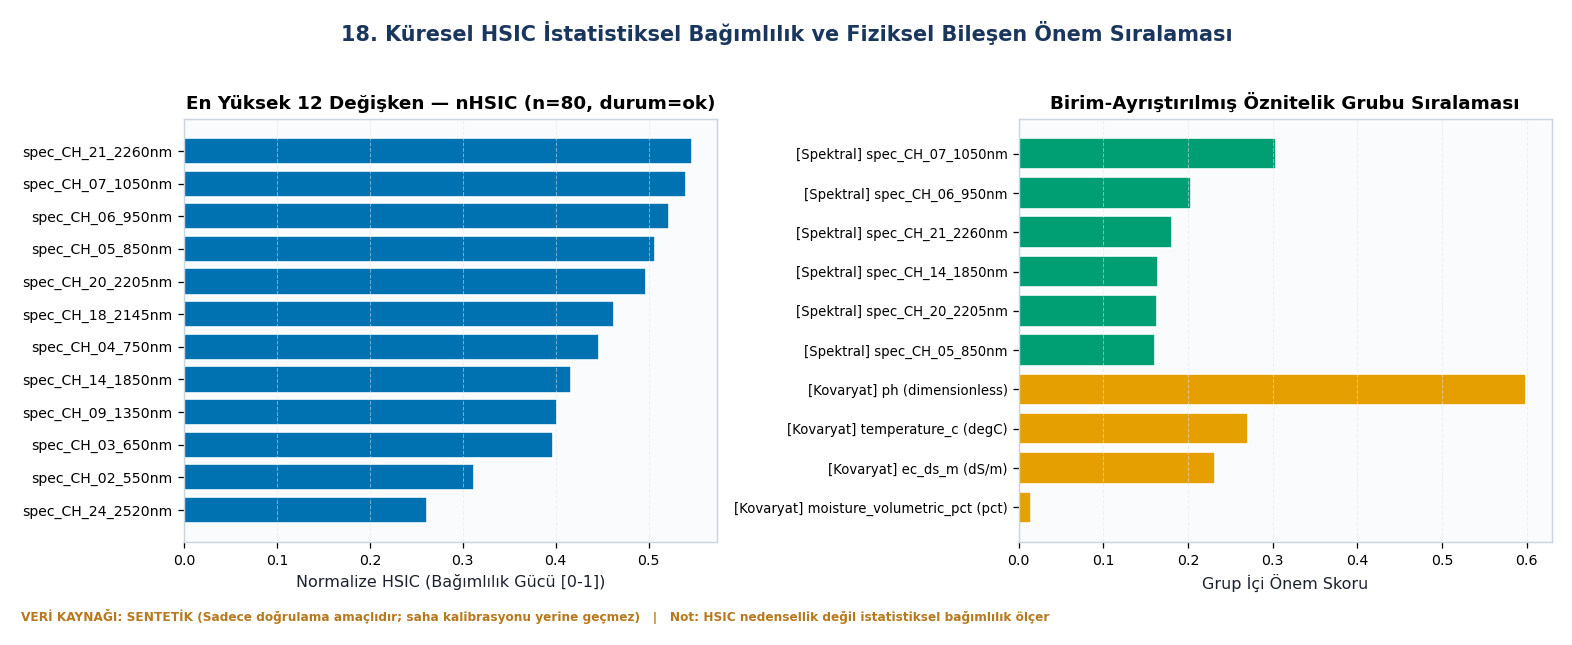 18. Küresel HSIC İstatistiksel Bağımlılık ve Fiziksel Bileşen Önem Sıralaması
En Yüksek 12 Değişken — nHSIC (n=80, durum=ok)
spec_CH_21_2260nm
spec_CH_07_1050nm
spec_CH_06_950nm
spec_CH_05_850nm
spec_CH_20_2205nm
spec_CH_18_2145nm
spec_CH_04_750nm
spec_CH_14_1850nm
spec_CH_09_1350nm
spec_CH_03_650nm
spec_CH_02_550nm
spec_CH_24_2520nm
0.0 0.1 0.2 0.3 0.4 0.5
Normalize HSIC (Bağımlılık Gücü [0-1])
Birim-Ayrıştırılmış Öznitelik Grubu Sıralaması
[Spektral] spec_CH_07_1050nm
[Spektral] spec_CH_06_950nm
[Spektral] spec_CH_21_2260nm
[Spektral] spec_CH_14_1850nm
[Spektral] spec_CH_20_2205nm
[Spektral] spec_CH_05_850nm
[Kovaryat] ph (dimensionless)
[Kovaryat] temperature_c (degC)
[Kovaryat] ec_ds_m (dS/m)
[Kovaryat] moisture_volumetric_pct (pct)
0.0 0.1 0.2 0.3 0.4 0.5 0.6
Grup İçi Önem Skoru
VERİ KAYNAĞI: SENTETİK (Sadece doğrulama amaçlıdır; saha kalibrasyonu yerine geçmez) | Not: HSIC nedensellik değil istatistiksel bağımlılık ölçer